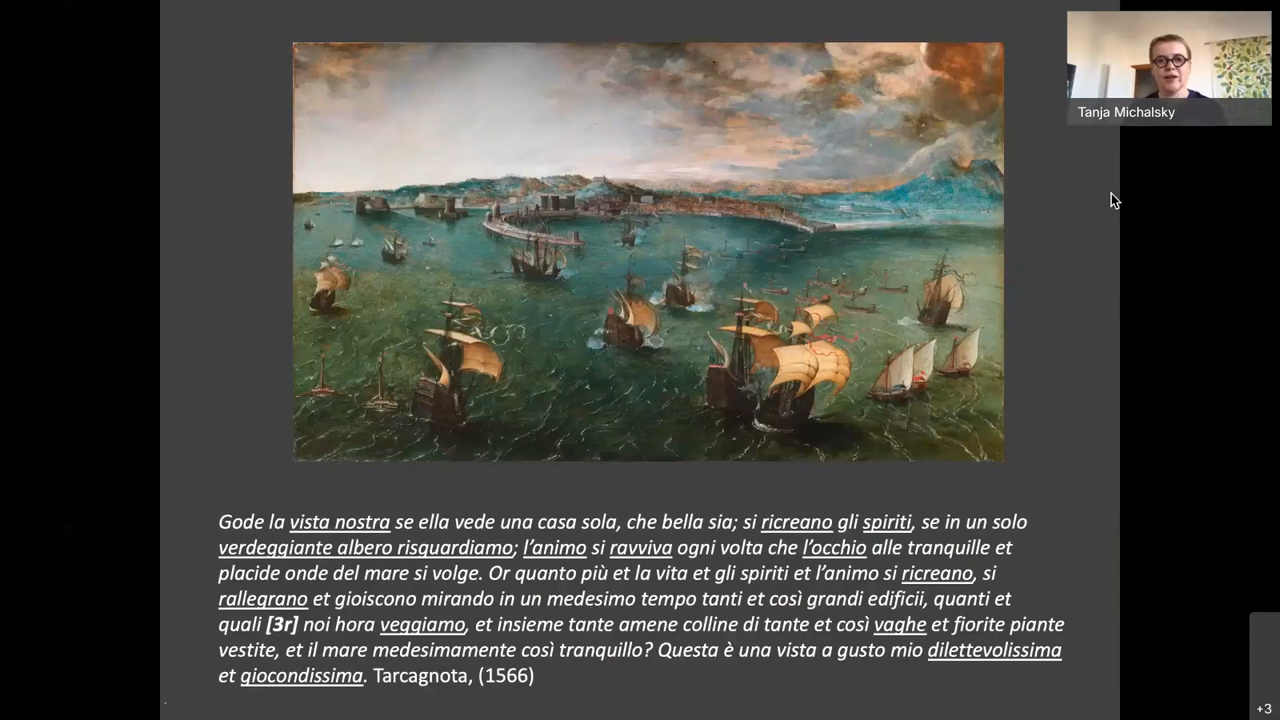 Tanja Michalsky
Gode la vista nostra se ella vede una casa sola, che bella sia; si ricreano gli spiriti, se in un solo
verdeggiante albero risguardiamo; l’animo si ravviva ogni volta che l’occhio alle tranquille et
placide onde del mare si volge. Or quanto più et la vita et gli spiriti et l’animo si ricreano, si
rallegrano et gioiscono mirando in un medesimo tempo tanti et così grandi edificii, quanti et
quali [3r] noi hora veggiamo, et insieme tante amene colline di tante et così vaghe et fiorite piante
vestite, et il mare medesimamente così tranquillo? Questa è una vista a gusto mio dilettevolissima
et giocondissima. Tarcagnota, (1566)
+3